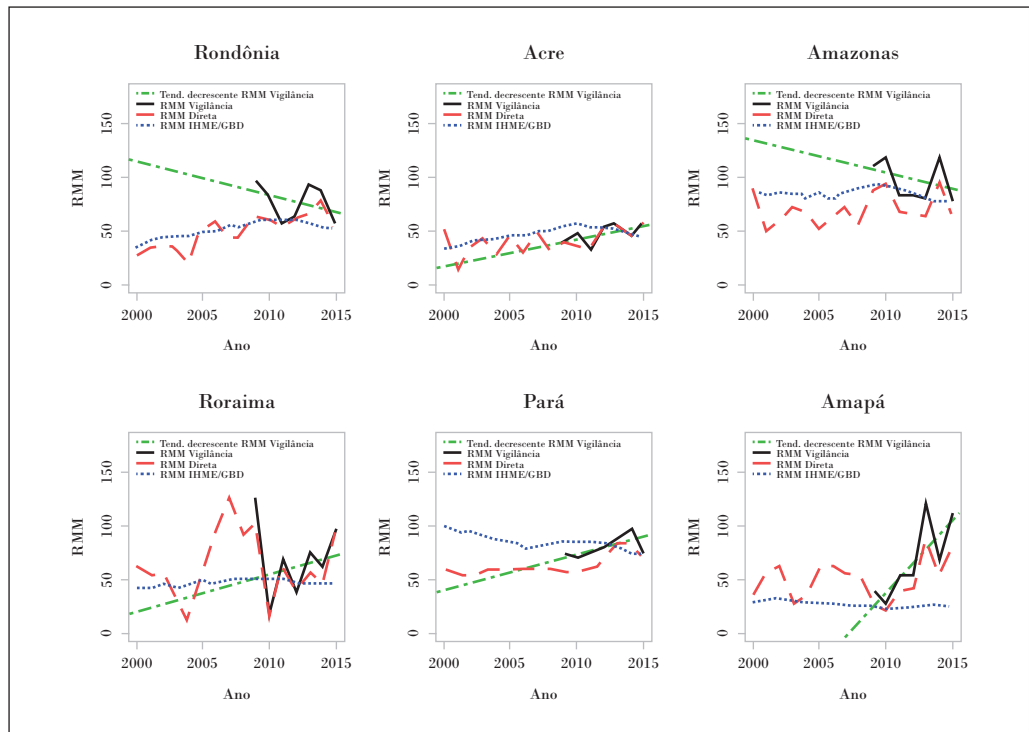 Rondônia
Tend. decrescente RMM Vigilância
RMM Vigilância
RMM Direta
RMM IHME/GBD
RMM
0
50
100
150
2000
2005
2010
2015
Ano
Acre
Tend. decrescente RMM Vigilância
RMM Vigilância
RMM Direta
RMM IHME/GBD
RMM
0
50
100
150
2000
2005
2010
2015
Ano
Amazonas
Tend. decrescente RMM Vigilância
RMM Vigilância
RMM Direta
RMM IHME/GBD
RMM
0
50
100
150
2000
2005
2010
2015
Ano
Roraima
Tend. decrescente RMM Vigilância
RMM Vigilância
RMM Direta
RMM IHME/GBD
RMM
0
50
100
150
2000
2005
2010
2015
Ano
Pará
Tend. decrescente RMM Vigilância
RMM Vigilância
RMM Direta
RMM IHME/GBD
RMM
0
50
100
150
2000
2005
2010
2015
Ano
Amapá
Tend. decrescente RMM Vigilância
RMM Vigilância
RMM Direta
RMM IHME/GBD
RMM
0
50
100
150
2000
2005
2010
2015
Ano